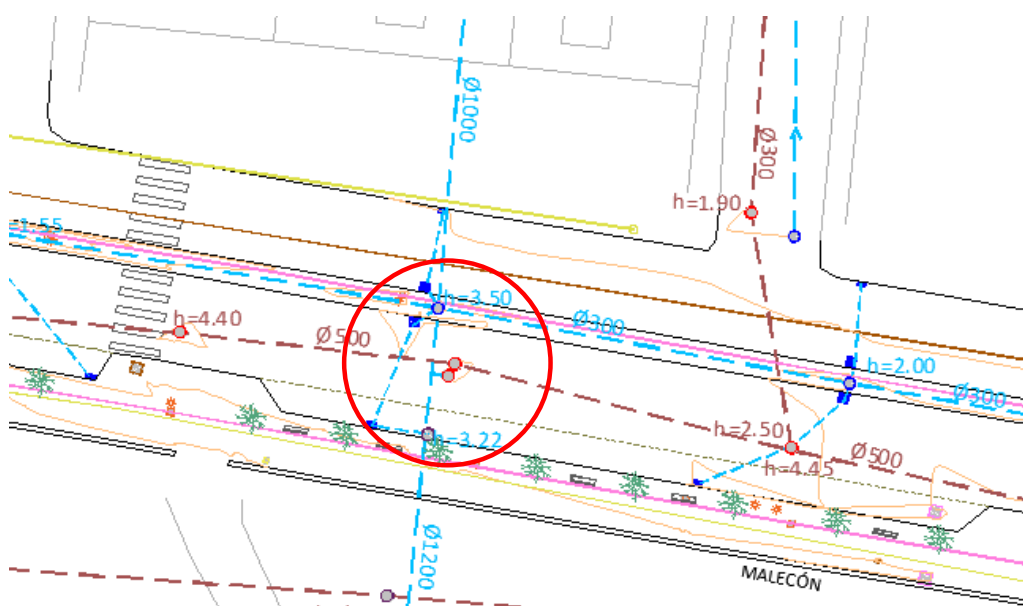 Ø1000
Ø300
h=1.90
h=1.55
h=3.50
h=4.40
Ø500
Ø300
h=2.00
Ø300
h=2.50
h=3.22
h=4.45
Ø500
Ø1200
MALECÓN